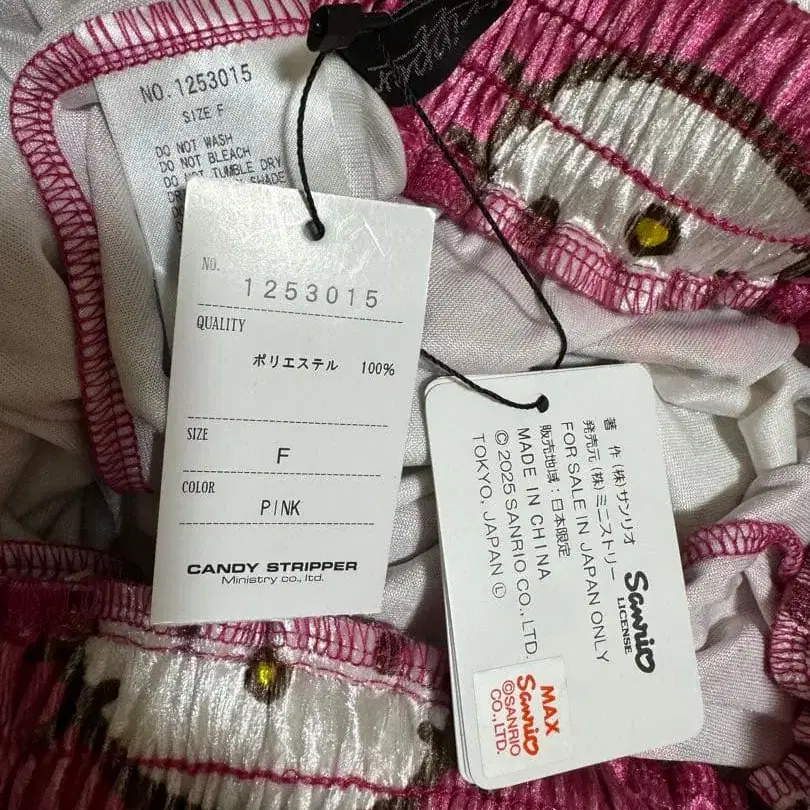 NO.1253015
SIZE F
DO NOT WASH
DO NOT BLEACH
DO NOT TUMBLE DRY
SHADE
NO. 1253015
QUALITY
ポリエステル 100%
SIZE
F
COLOR
PINK
CANDY STRIPPER
Ministry co., ltd.
著 作 (株) サンリオ
発売元 (株) ミニストリー
FOR SALE IN JAPAN ONLY
販売地域：日本限定
MADE IN CHINA
© 2025 SANRIO CO., LTD.
TOKYO, JAPAN Ⓛ
Sanrio
LICENSE
MAX
Sanrio
©SANRIO
CO., LTD.